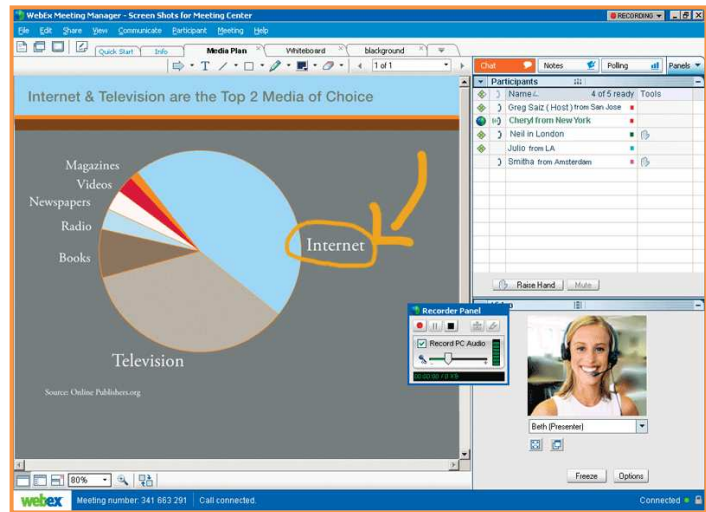 WebEx Meeting Manager - Screen Shots for Meeting Center
RECORDING
File Edit Share View Communicate Participant Meeting Help
Quick Start Info Media Plan Whiteboard blackground
T 1 of 1
Chat Notes Polling Panels
Internet & Television are the Top 2 Media of Choice
Magazines
Videos
Newspapers
Radio
Books
Internet
Television
Source: Online Publishers.org
Participants
Name 4 of 5 ready Tools
Greg Saiz (Host) from San Jose
Cheryl from New York
Neil in London
Julio from LA
Smitha from Amsterdam
Raise Hand Mute
Recorder Panel
Record PC Audio
Beth (Presenter)
Freeze Options
80%
webex Meeting number: 341 663 291 Call connected. Connected